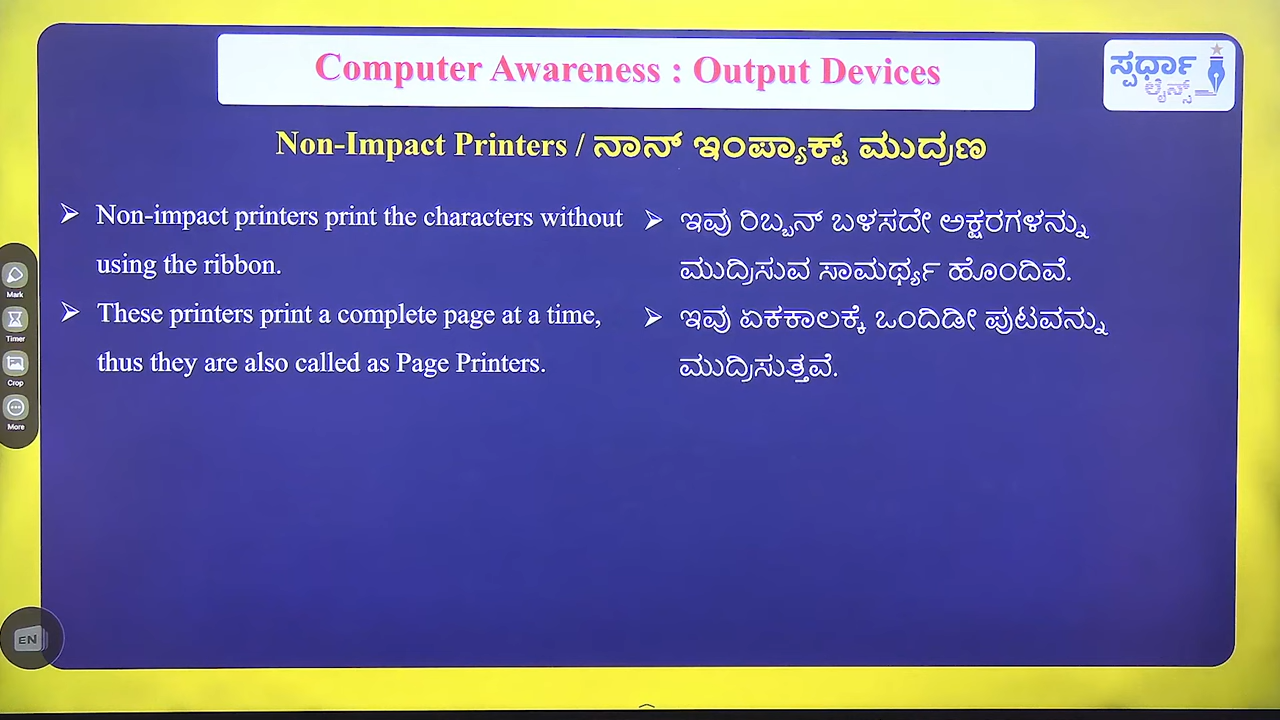 Computer Awareness : Output Devices
ಸ್ಪರ್ಧಾ
ಲೈನ್ಸ್
Non-Impact Printers / ನಾನ್ ಇಂಪ್ಯಾಕ್ಟ್ ಮುದ್ರಣ
➢ Non-impact printers print the characters without
using the ribbon.
➢ These printers print a complete page at a time,
thus they are also called as Page Printers.
➢ ಇವು ರಿಬ್ಬನ್ ಬಳಸದೇ ಅಕ್ಷರಗಳನ್ನು
ಮುದ್ರಿಸುವ ಸಾಮರ್ಥ್ಯ ಹೊಂದಿವೆ.
➢ ಇವು ಏಕಕಾಲಕ್ಕೆ ಒಂದಿಡೀ ಪುಟವನ್ನು
ಮುದ್ರಿಸುತ್ತವೆ.
Mark
Timer
Crop
More
EN